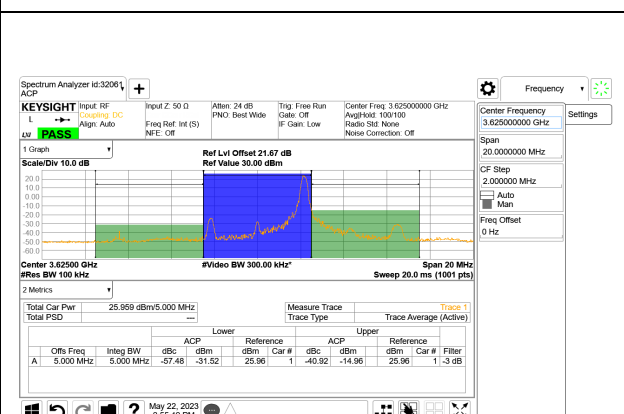 Spectrum Analyzer id:32061
ACP
Frequency
KEYSIGHT
L
PASS
Input: RF
Coupling: DC
Align: Auto
Input Z: 50 Ω
Freq Ref: Int (S)
NFE: Off
Atten: 24 dB
PNO: Best Wide
Trig: Free Run
Gate: Off
IF Gain: Low
Center Freq: 3.625000000 GHz
Avg|Hold: 100/100
Radio Std: None
Noise Correction: Off
Center Frequency
3.625000000 GHz
Settings
Span
20.0000000 MHz
CF Step
2.000000 MHz
Auto
Man
Freq Offset
0 Hz
1 Graph
Scale/Div 10.0 dB
Ref Lvl Offset 21.67 dB
Ref Value 30.00 dBm
20.0
10.0
0.00
-10.0
-20.0
-30.0
-40.0
-50.0
-60.0
Center 3.62500 GHz
#Video BW 300.00 kHz*
Span 20 MHz
#Res BW 100 kHz
Sweep 20.0 ms (1001 pts)
2 Metrics
Total Car Pwr 25.959 dBm/5.000 MHz
Total PSD ---
Measure Trace Trace 1
Trace Type Trace Average (Active)
Lower Upper
ACP Reference ACP Reference
Offs Freq Integ BW dBc dBm dBm Car # dBc dBm dBm Car # Filter
A 5.000 MHz 5.000 MHz -57.48 -31.52 25.96 1 -40.92 -14.96 25.96 1 -3 dB
May 22, 2023